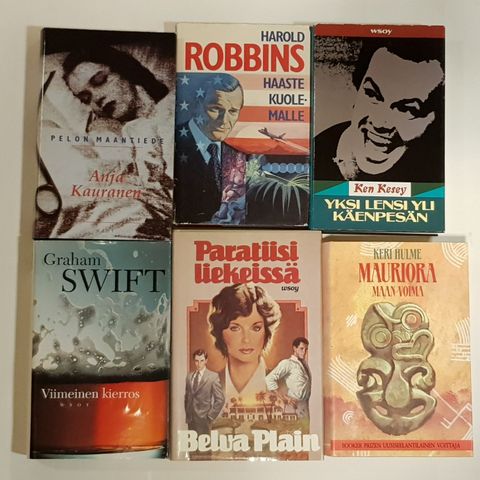 PELON MAANTIEDE
Anja
Kauranen
HAROLD
ROBBINS
HAASTE
KUOLE-
MALLE
wsoy
Ken Kesey
YKSI LENSI YLI
KÄENPESÄN
Graham
SWIFT
Viimeinen kierros
WSOY
Paratiisi
liekeissä
wsoy
Belva Plain
KERI HULME
MAURIORA
MAAN VOIMA
BOOKER PRIZEN UUSISEELANTILAINEN VOITTAJA